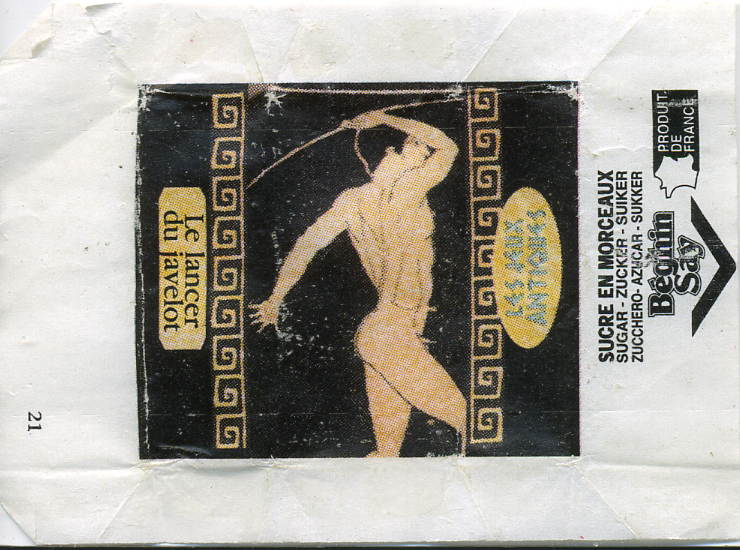 LES JEUX
ANTIQUES
Le lancer
du javelot
PRODUIT
DE
FRANCE
Béghin
Say
SUCRE EN MORCEAUX
SUGAR - ZUCKER - SUIKER
ZUCCHERO - AZUCAR - SUKKER
21